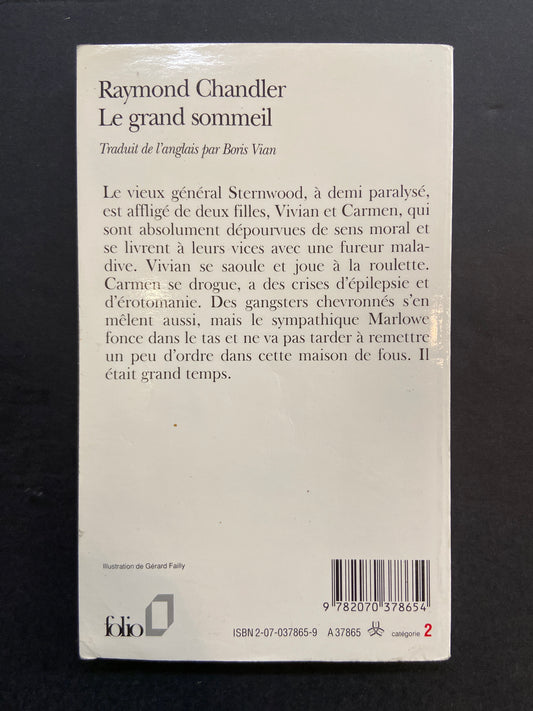 Raymond Chandler
Le grand sommeil
Traduit de l'anglais par Boris Vian
Le vieux général Sternwood, à demi paralysé,
est affligé de deux filles, Vivian et Carmen, qui
sont absolument dépourvues de sens moral et
se livrent à leurs vices avec une fureur mala-
dive. Vivian se saoule et joue à la roulette.
Carmen se drogue, a des crises d'épilepsie et
d'érotomanie. Des gangsters chevronnés s'en
mêlent aussi, mais le sympathique Marlowe
fonce dans le tas et ne va pas tarder à remettre
un peu d'ordre dans cette maison de fous. Il
était grand temps.
Illustration de Gérard Failly
9 782070 378654
folio
ISBN 2-07-037865-9 A 37865 catégorie 2